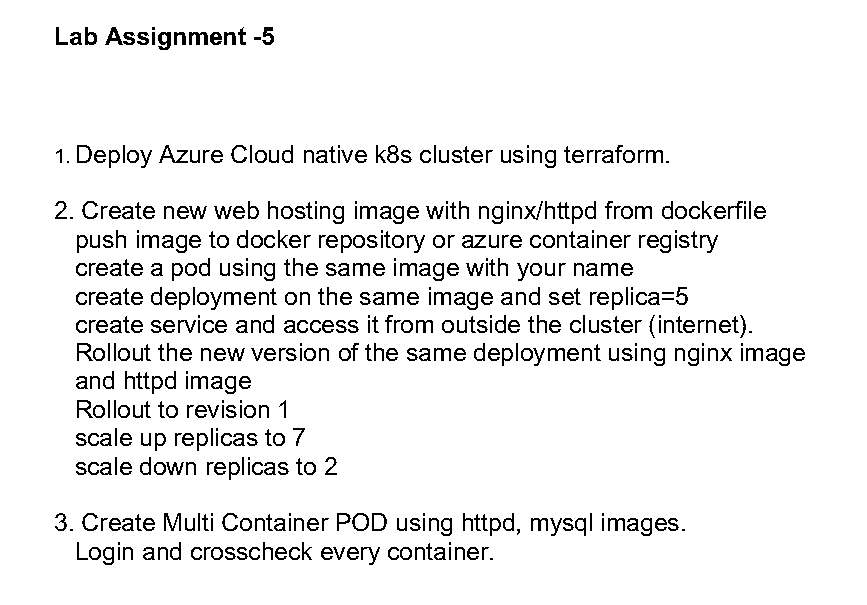 Lab Assignment -5
1. Deploy Azure Cloud native k8s cluster using terraform.
2. Create new web hosting image with nginx/httpd from dockerfile
push image to docker repository or azure container registry
create a pod using the same image with your name
create deployment on the same image and set replica=5
create service and access it from outside the cluster (internet).
Rollout the new version of the same deployment using nginx image
and httpd image
Rollout to revision 1
scale up replicas to 7
scale down replicas to 2
3. Create Multi Container POD using httpd, mysql images.
Login and crosscheck every container.